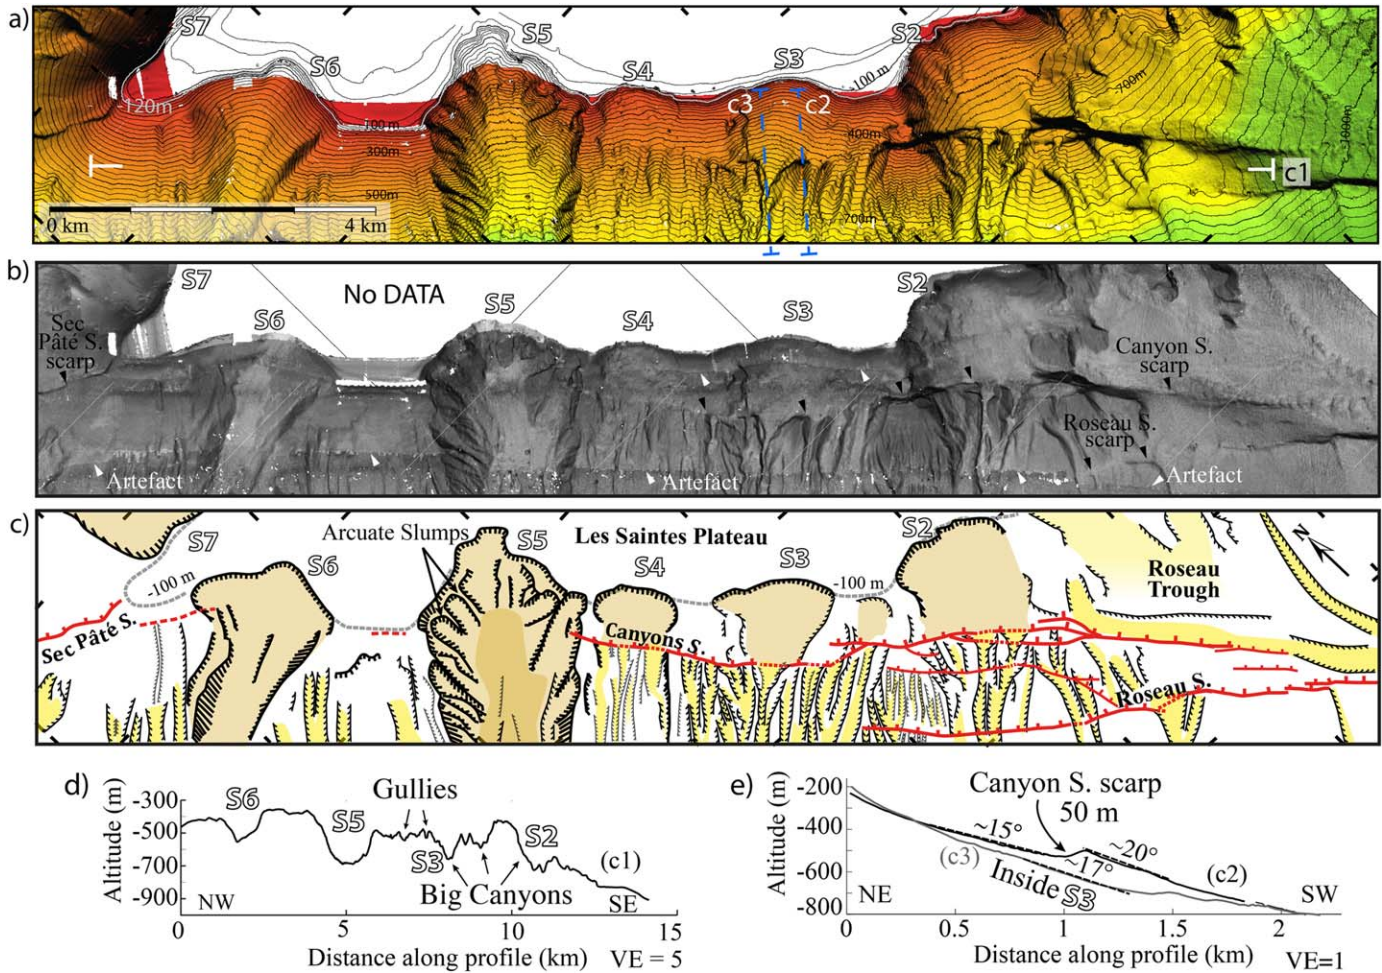 a)
S7
S6
S5
S4
S3
S2
-100 m
-120m
c3
c2
100 m
300m
500m
-400m
-700m
-700m
-1000m
c1
0 km
4 km
b)
S7
No DATA
S6
S5
S4
S3
S2
Sec
Pâté S.
scarp
Canyon S.
scarp
Roseau S.
scarp
Artefact
Artefact
Artefact
c)
S7
Arcuate Slumps
S6
S5
Les Saintes Plateau
S4
S3
S2
-100 m
-100 m
N
Roseau
Trough
Sec Pâté S.
Canyons S.
Roseau S.
d)
Altitude (m)
-300
-500
-700
-900
S6
Gullies
S5
S3
S2
(c1)
Big Canyons
NW
SE
0
5
10
15
Distance along profile (km)
VE = 5
e)
Altitude (m)
-200
-400
-600
-800
Canyon S. scarp
50 m
~15°
~20°
~17°
(c3)
(c2)
Inside S3
NE
SW
0
0.5
1
1.5
2
Distance along profile (km)
VE=1